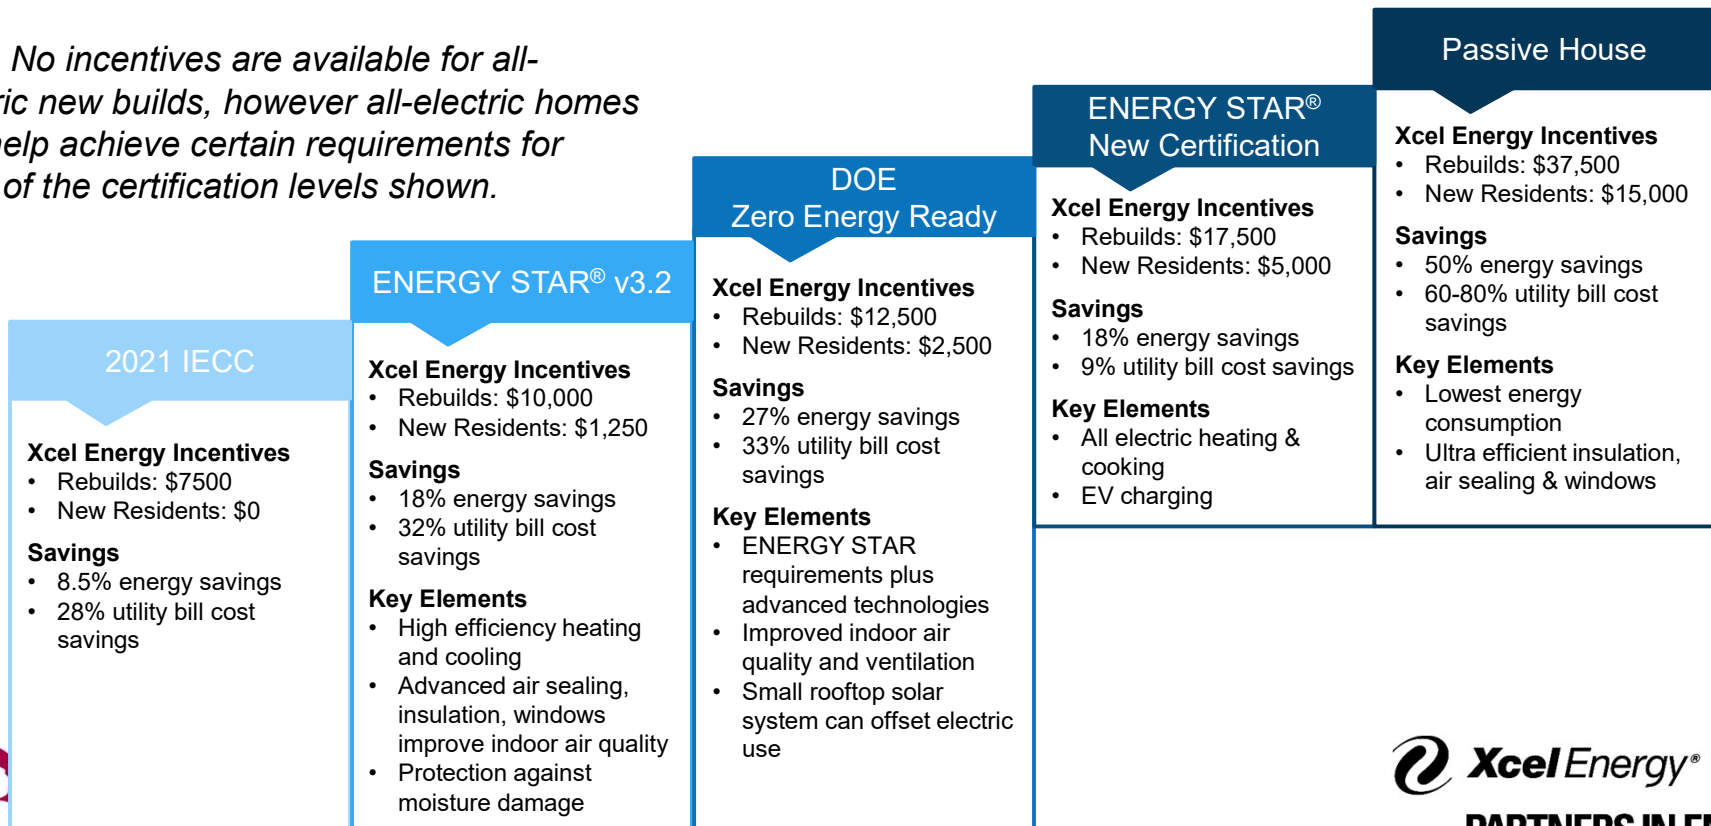 No incentives are available for all-
ric new builds, however all-electric homes
help achieve certain requirements for
of the certification levels shown.
2021 IECC
Xcel Energy Incentives
• Rebuilds: $7500
• New Residents: $0
Savings
• 8.5% energy savings
• 28% utility bill cost
savings
ENERGY STAR® v3.2
Xcel Energy Incentives
• Rebuilds: $10,000
• New Residents: $1,250
Savings
• 18% energy savings
• 32% utility bill cost
savings
Key Elements
• High efficiency heating
and cooling
• Advanced air sealing,
insulation, windows
improve indoor air quality
• Protection against
moisture damage
DOE
Zero Energy Ready
Xcel Energy Incentives
• Rebuilds: $12,500
• New Residents: $2,500
Savings
• 27% energy savings
• 33% utility bill cost
savings
Key Elements
• ENERGY STAR
requirements plus
advanced technologies
• Improved indoor air
quality and ventilation
• Small rooftop solar
system can offset electric
use
ENERGY STAR®
New Certification
Xcel Energy Incentives
• Rebuilds: $17,500
• New Residents: $5,000
Savings
• 18% energy savings
• 9% utility bill cost savings
Key Elements
• All electric heating &
cooking
• EV charging
Passive House
Xcel Energy Incentives
• Rebuilds: $37,500
• New Residents: $15,000
Savings
• 50% energy savings
• 60-80% utility bill cost
savings
Key Elements
• Lowest energy
consumption
• Ultra efficient insulation,
air sealing & windows
Xcel Energy®
PARTNERS IN